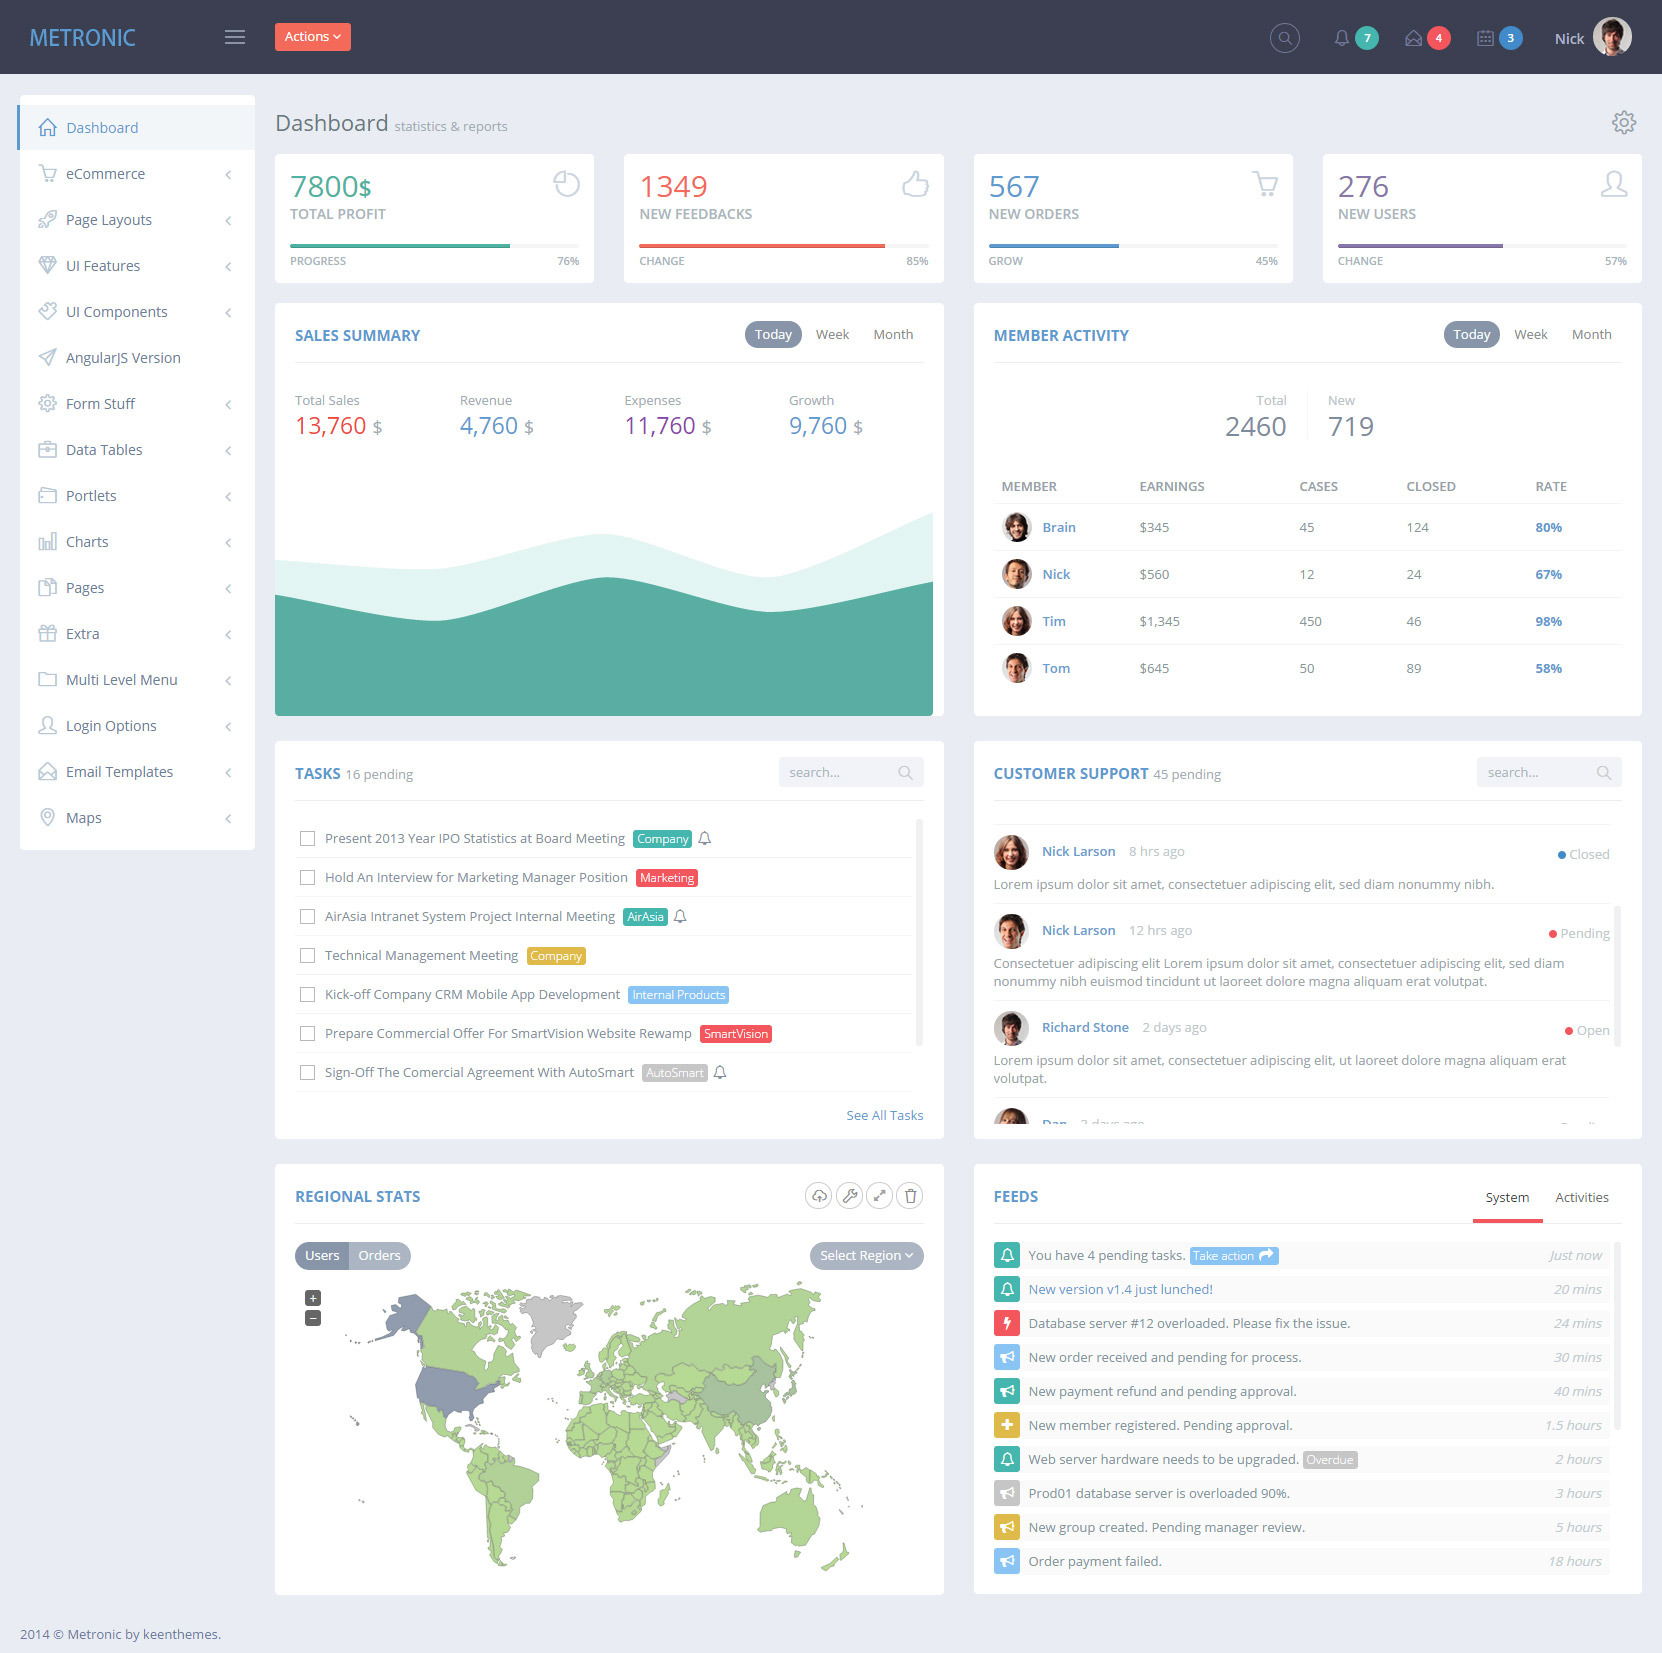 METRONIC
Actions
7
4
3
Nick
Dashboard
eCommerce
Page Layouts
UI Features
UI Components
AngularJS Version
Form Stuff
Data Tables
Portlets
Charts
Pages
Extra
Multi Level Menu
Login Options
Email Templates
Maps
Dashboard statistics & reports
7800$
TOTAL PROFIT
PROGRESS 76%
1349
NEW FEEDBACKS
CHANGE 85%
567
NEW ORDERS
GROW 45%
276
NEW USERS
CHANGE 57%
SALES SUMMARY
Today Week Month
Total Sales Revenue Expenses Growth
13,760 $ 4,760 $ 11,760 $ 9,760 $
MEMBER ACTIVITY
Today Week Month
Total New
2460 719
MEMBER EARNINGS CASES CLOSED RATE
Brain $345 45 124 80%
Nick $560 12 24 67%
Tim $1,345 450 46 98%
Tom $645 50 89 58%
TASKS 16 pending
search...
Present 2013 Year IPO Statistics at Board Meeting Company
Hold An Interview for Marketing Manager Position Marketing
AirAsia Intranet System Project Internal Meeting AirAsia
Technical Management Meeting Company
Kick-off Company CRM Mobile App Development Internal Products
Prepare Commercial Offer For SmartVision Website Rewamp SmartVision
Sign-Off The Comercial Agreement With AutoSmart AutoSmart
See All Tasks
CUSTOMER SUPPORT 45 pending
search...
Nick Larson 8 hrs ago Closed
Lorem ipsum dolor sit amet, consectetuer adipiscing elit, sed diam nonummy nibh.
Nick Larson 12 hrs ago Pending
Consectetuer adipiscing elit Lorem ipsum dolor sit amet, consectetuer adipiscing elit, sed diam
nonummy nibh euismod tincidunt ut laoreet dolore magna aliquam erat volutpat.
Richard Stone 2 days ago Open
Lorem ipsum dolor sit amet, consectetuer adipiscing elit, ut laoreet dolore magna aliquam erat
volutpat.
Dan days ago
REGIONAL STATS
Users Orders
Select Region
+
−
FEEDS
System Activities
You have 4 pending tasks. Take action Just now
New version v1.4 just lunched! 20 mins
Database server #12 overloaded. Please fix the issue. 24 mins
New order received and pending for process. 30 mins
New payment refund and pending approval. 40 mins
New member registered. Pending approval. 1.5 hours
Web server hardware needs to be upgraded. Overdue 2 hours
Prod01 database server is overloaded 90%. 3 hours
New group created. Pending manager review. 5 hours
Order payment failed. 18 hours
2014 © Metronic by keenthemes.